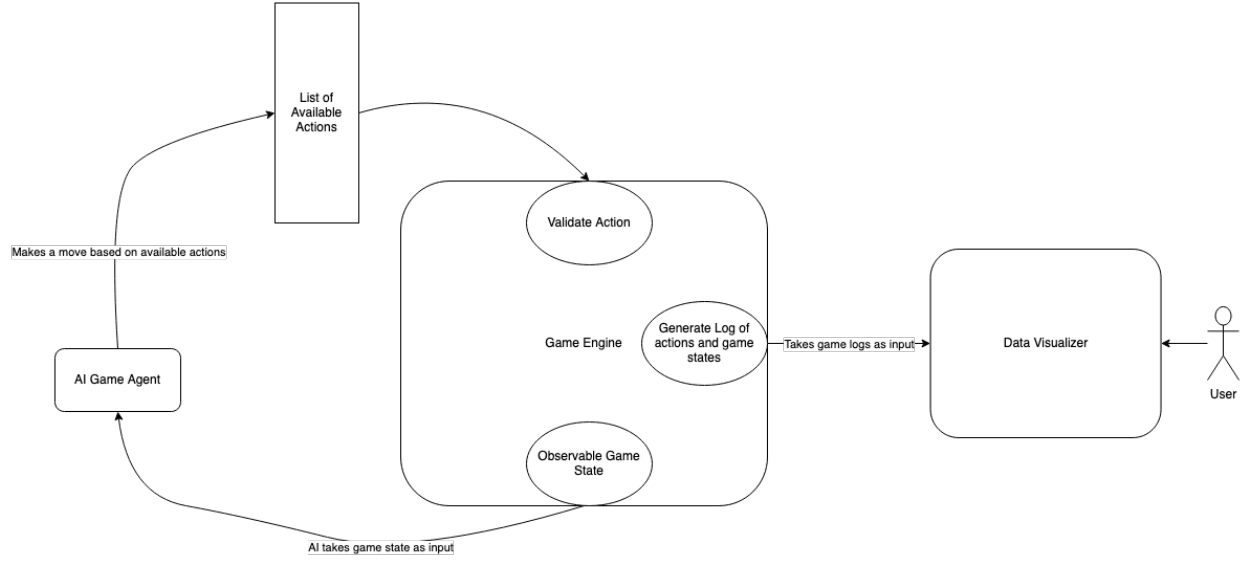 List of
Available
Actions
Validate Action
Makes a move based on available actions
Game Engine
Generate Log of
actions and game
states
Takes game logs as input
Data Visualizer
User
AI Game Agent
Observable Game
State
AI takes game state as input